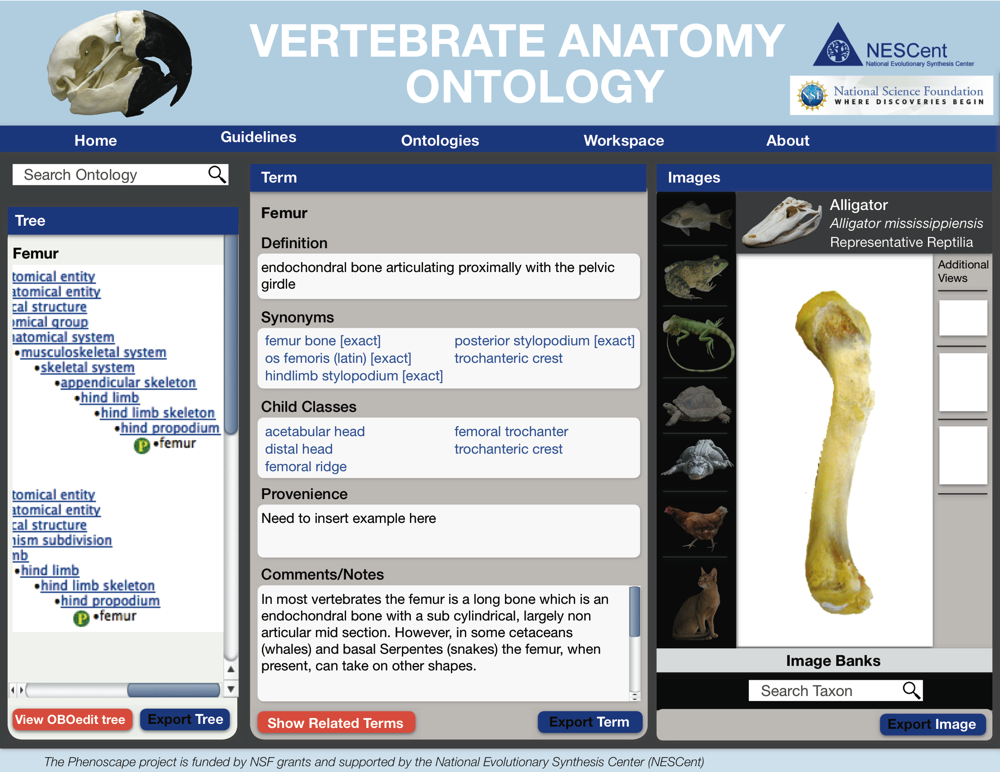 VERTEBRATE ANATOMY
ONTOLOGY
NESCent
National Evolutionary Synthesis Center
NSF
National Science Foundation
WHERE DISCOVERIES BEGIN
Home
Guidelines
Ontologies
Workspace
About
Search Ontology
Tree
Femur
tomical entity
atomical entity
cal structure
omical group
natomical system
•musculoskeletal system
•skeletal system
•appendicular skeleton
•hind limb
•hind limb skeleton
•hind propodium
P •femur
tomical entity
atomical entity
cal structure
nism subdivision
mb
•hind limb
•hind limb skeleton
•hind propodium
P •femur
View OBOedit tree
Export Tree
Term
Femur
Definition
endochondral bone articulating proximally with the pelvic
girdle
Synonyms
femur bone [exact]
os femoris (latin) [exact]
hindlimb stylopodium [exact]
posterior stylopodium [exact]
trochanteric crest
Child Classes
acetabular head
distal head
femoral ridge
femoral trochanter
trochanteric crest
Provenience
Need to insert example here
Comments/Notes
In most vertebrates the femur is a long bone which is an
endochondral bone with a sub cylindrical, largely non
articular mid section. However, in some cetaceans
(whales) and basal Serpentes (snakes) the femur, when
present, can take on other shapes.
Show Related Terms
Export Term
Images
Alligator
Alligator mississippiensis
Representative Reptilia
Additional
Views
Image Banks
Search Taxon
Export Image
The Phenoscape project is funded by NSF grants and supported by the National Evolutionary Synthesis Center (NESCent)